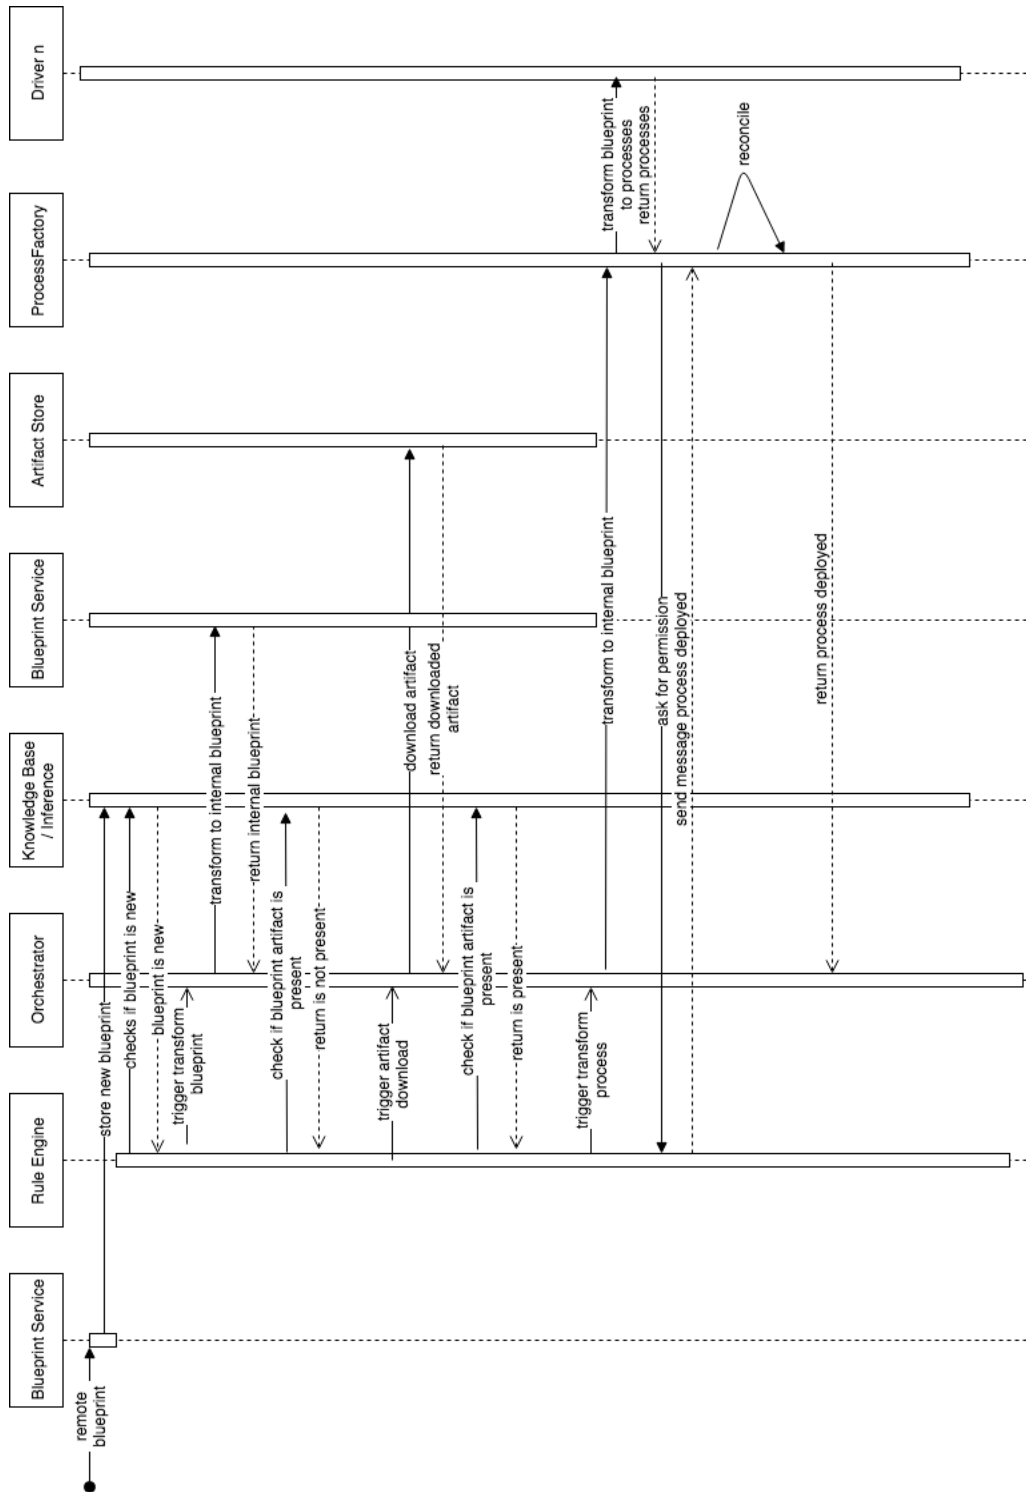 Blueprint Service
Rule Engine
Orchestrator
Knowledge Base
/ Inference
Blueprint Service
Artifact Store
ProcessFactory
Driver n
remote
blueprint
store new blueprint
checks if blueprint is new
blueprint is new
trigger transform
blueprint
transform to internal blueprint
return internal blueprint
check if blueprint artifact is
present
return is not present
trigger artifact
download
download artifact
return downloaded
artifact
check if blueprint artifact is
present
return is present
trigger transform
process
transform to internal blueprint
transform blueprint
to processes
return processes
ask for permission
send message process deployed
reconcile
return process deployed